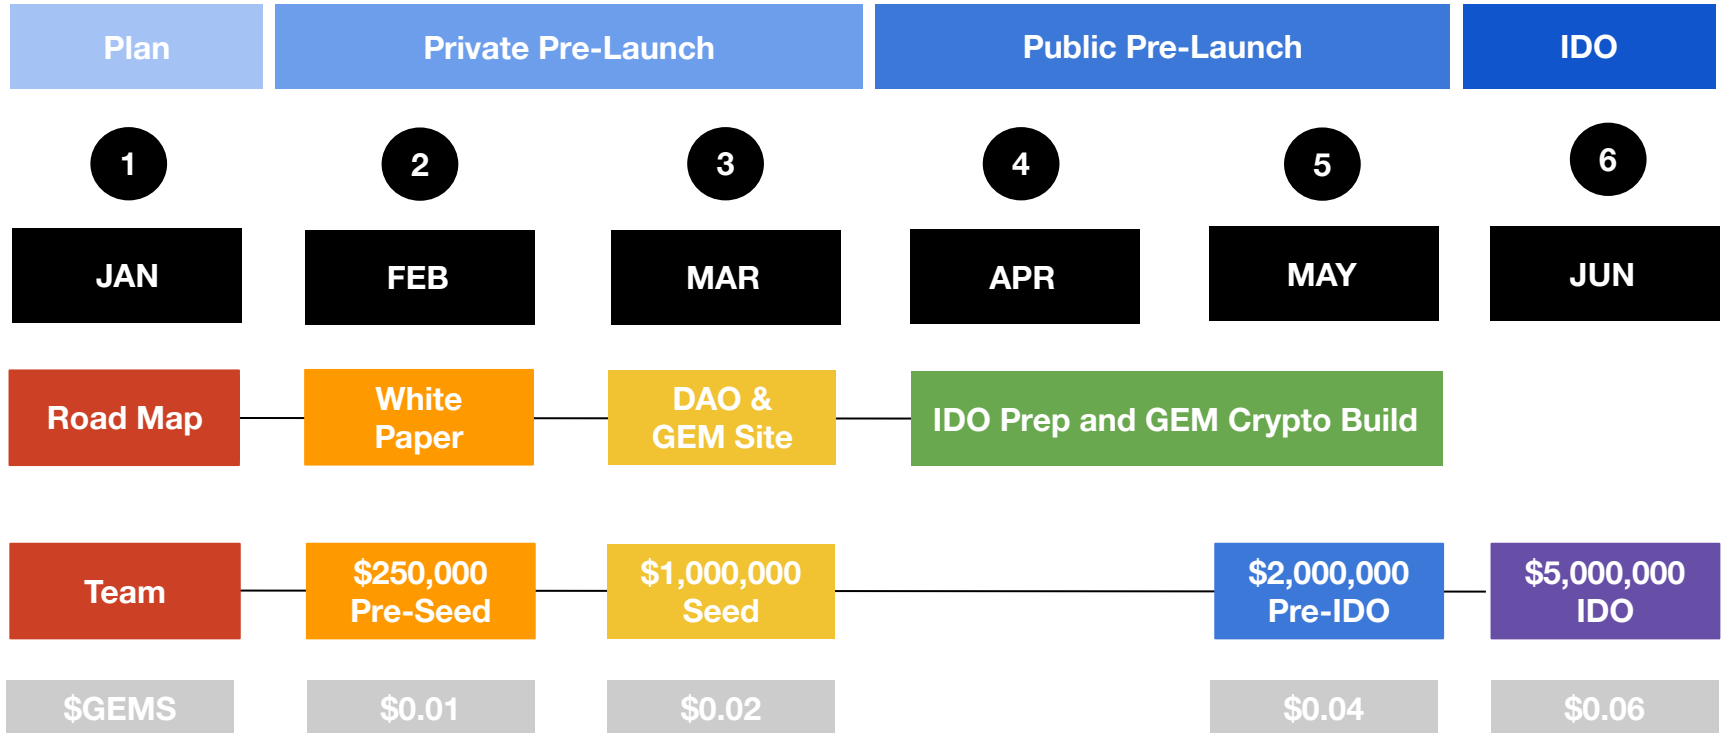 Plan
Private Pre-Launch
Public Pre-Launch
IDO
1
2
3
4
5
6
JAN
FEB
MAR
APR
MAY
JUN
Road Map
White
Paper
DAO &
GEM Site
IDO Prep and GEM Crypto Build
Team
$250,000
Pre-Seed
$1,000,000
Seed
$2,000,000
Pre-IDO
$5,000,000
IDO
$GEMS
$0.01
$0.02
$0.04
$0.06